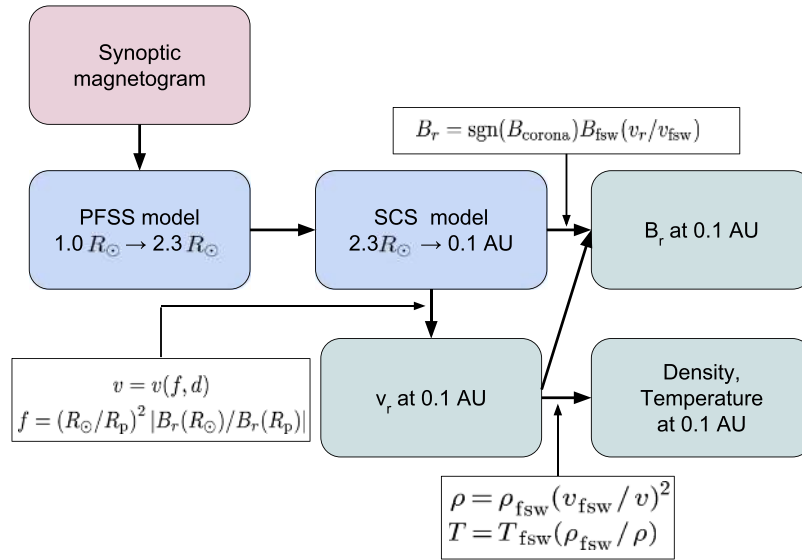 Synoptic
magnetogram
B_r = sgn(B_corona)B_fsw(v_r/v_fsw)
PFSS model
1.0 R_☉ → 2.3 R_☉
SCS model
2.3R_☉ → 0.1 AU
B_r at 0.1 AU
v = v(f, d)
f = (R_☉/R_p)^2 |B_r(R_☉)/B_r(R_p)|
v_r at 0.1 AU
Density,
Temperature
at 0.1 AU
ρ = ρ_fsw(v_fsw/v)^2
T = T_fsw(ρ_fsw/ρ)